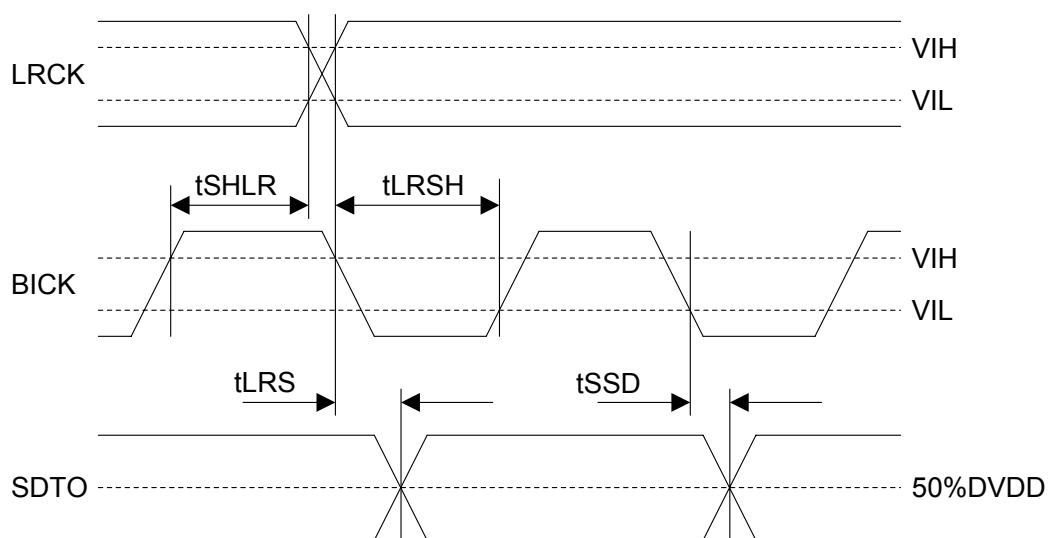 VIH
LRCK
VIL
tSHLR
tLRSH
VIH
BICK
VIL
tLRS
tSSD
SDTO
50%DVDD